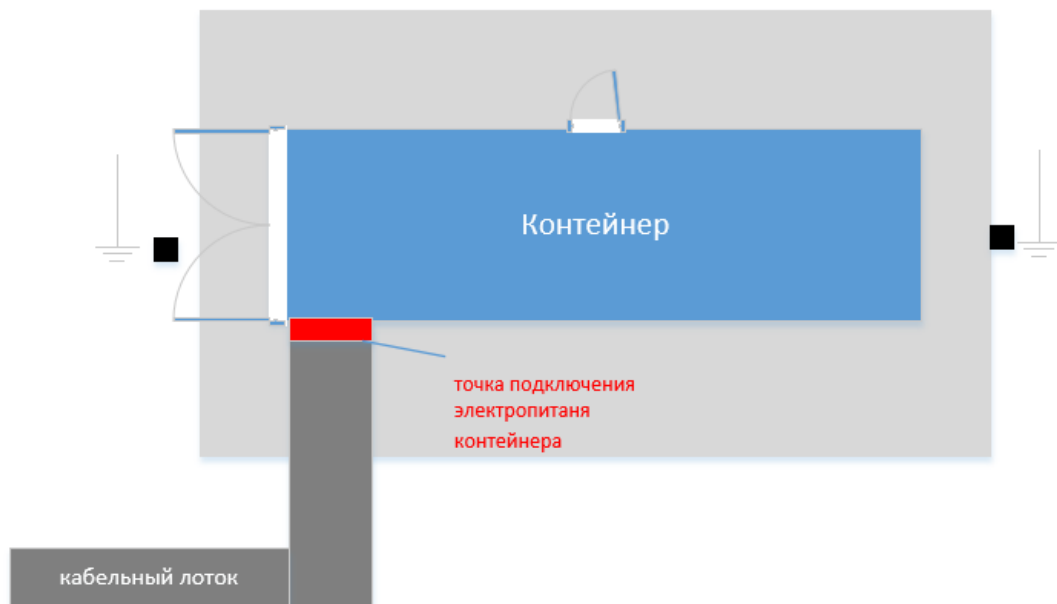 Контейнер
точка подключения
электропитаня
контейнера
кабельный лоток